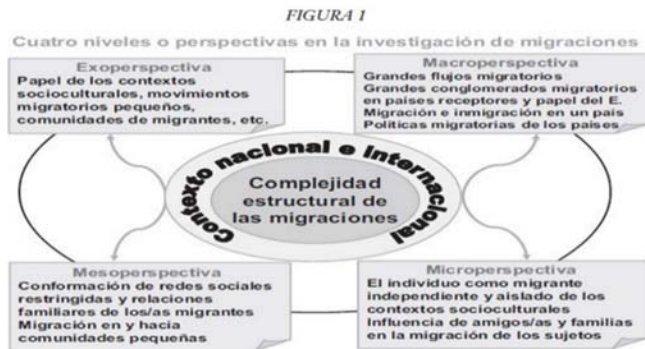 FIGURA 1
Cuatro niveles o perspectivas en la investigación de migraciones
Exoperspectiva
Papel de los contextos
socioculturales, movimientos
migratorios pequeños,
comunidades de migrantes, etc.
Macroperspectiva
Grandes flujos migratorios
Grandes conglomerados migratorios
en países receptores y papel del E.
Migración e inmigración en un país
Políticas migratorias de los países
Contexto nacional e internacional
Complejidad
estructural de
las migraciones
Mesoperspectiva
Conformación de redes sociales
restringidas y relaciones
familiares de los/as migrantes
Migración en y hacia
comunidades pequeñas
Microperspectiva
El individuo como migrante
independiente y aislado de los
contextos socioculturales
Influencia de amigos/as y familias
en la migración de los sujetos